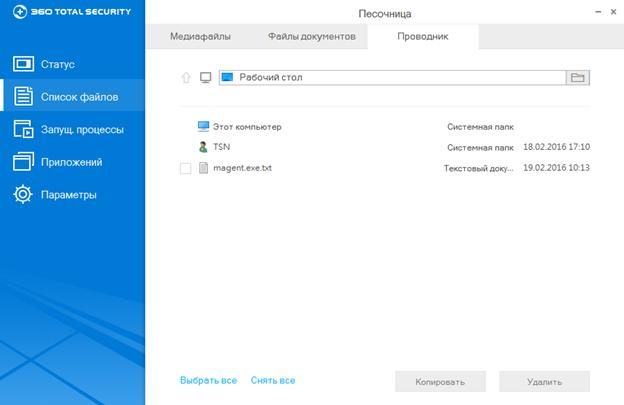 360 TOTAL SECURITY
Песочница
Медиафайлы Файлы документов Проводник
Статус
Список файлов
Запущ. процессы
Приложений
Параметры
Рабочий стол
Этот компьютер Системная папк
TSN Системная папк 18.02.2016 17:10
magent.exe.txt Текстовый доку... 19.02.2016 10:13
Выбрать все Снять все Копировать Удалить